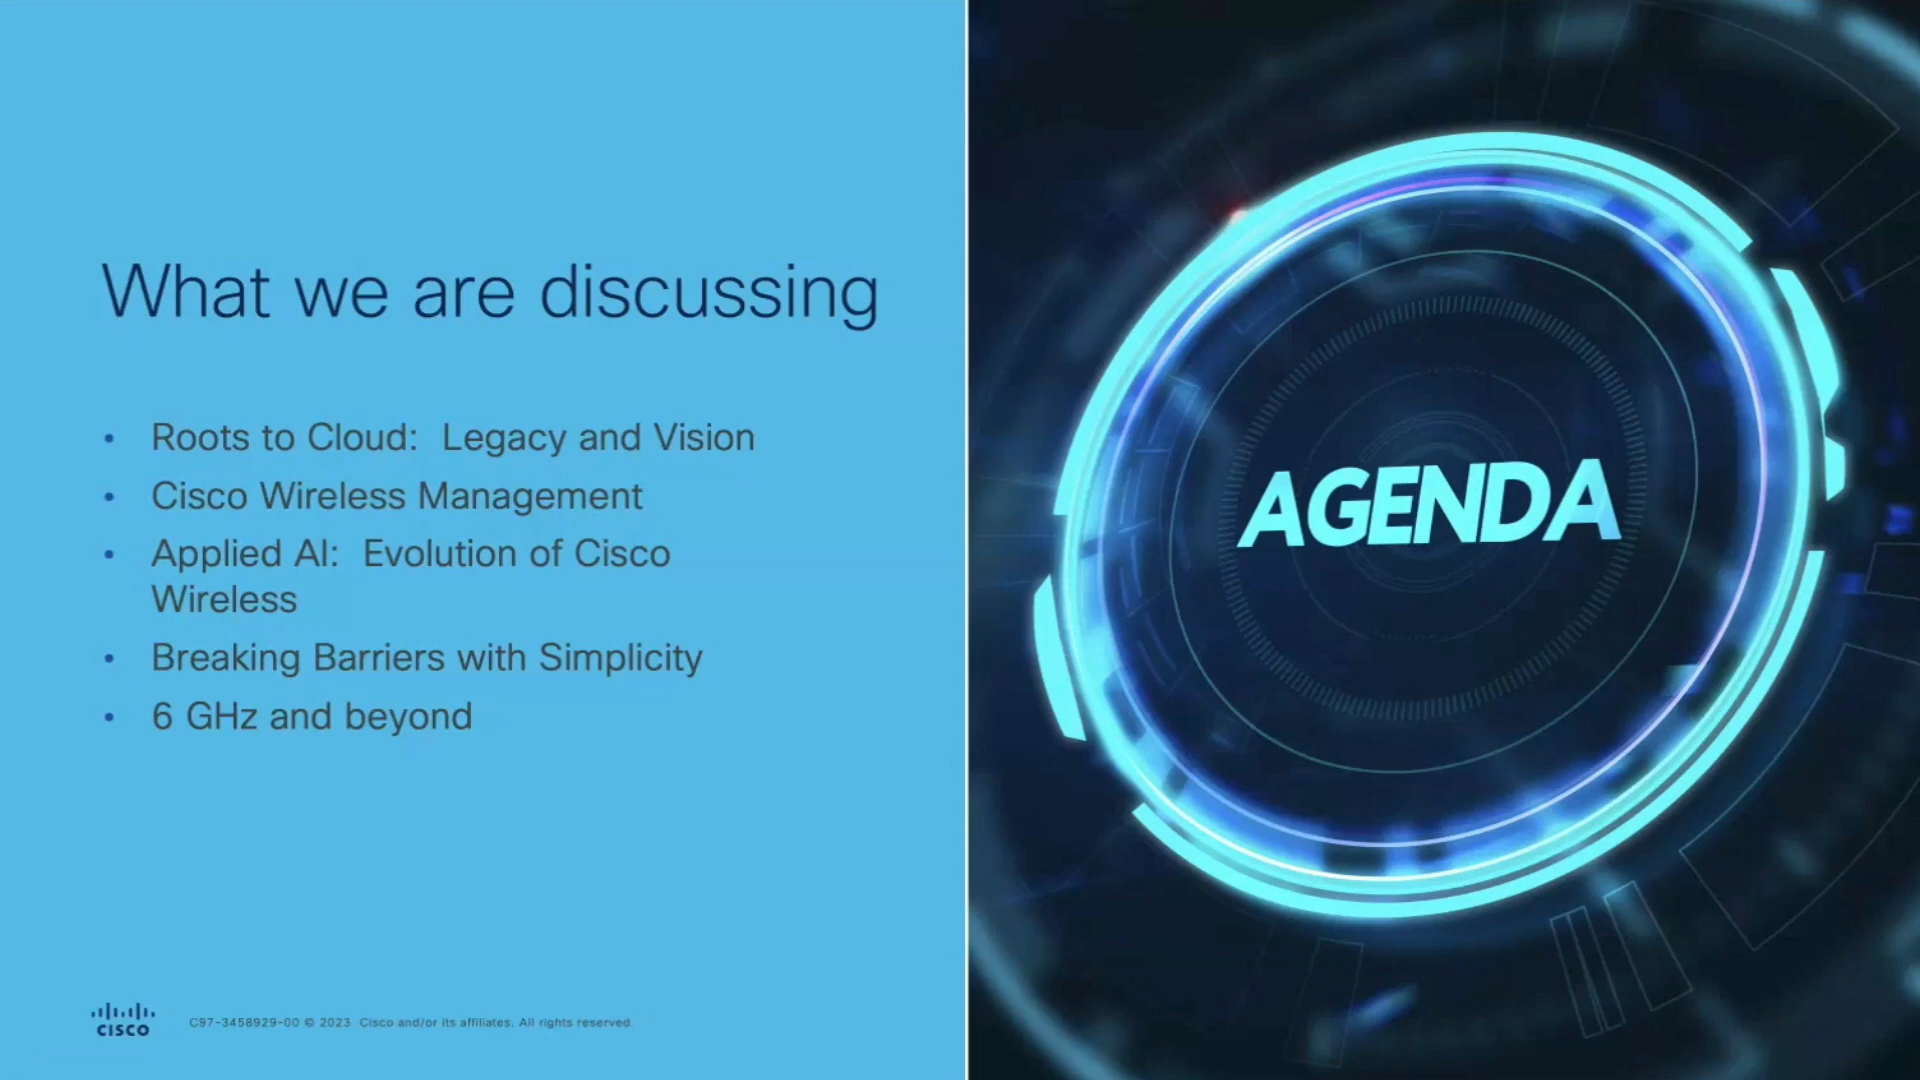 What we are discussing
• Roots to Cloud:  Legacy and Vision
• Cisco Wireless Management
• Applied AI:  Evolution of Cisco
Wireless
• Breaking Barriers with Simplicity
• 6 GHz and beyond
AGENDA
CISCO
C97-3458929-00 © 2023  Cisco and/or its affiliates. All rights reserved.